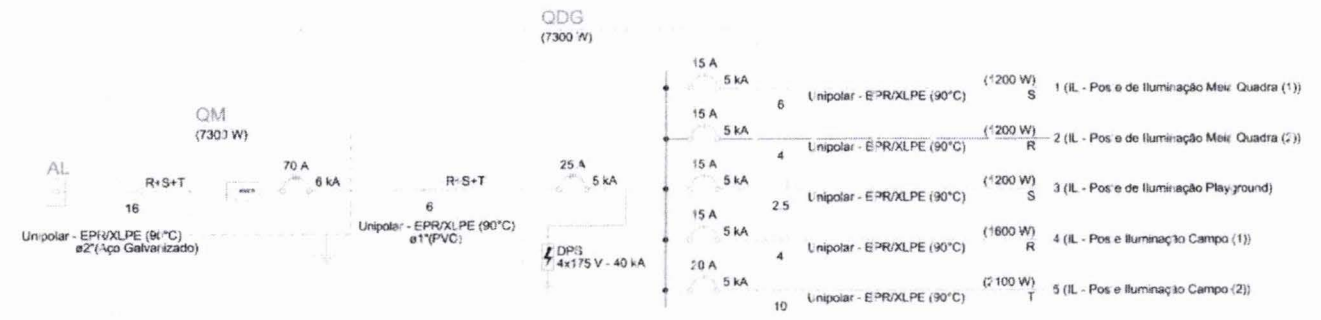 QDG
(7300 W)
QM
(7300 W)
AL
R+S+T
16
Unipolar - EPR/XLPE (90°C)
ø2"(Aço Galvanizado)
70 A
6 kA
R+S+T
6
Unipolar - EPR/XLPE (90°C)
ø1"(PVC)
25 A
5 kA
DPS
4x175 V - 40 kA
15 A
5 kA
6
Unipolar - EPR/XLPE (90°C)
(1200 W)
S
1 (IL - Poste de Iluminação Meia Quadra (1))
15 A
5 kA
4
Unipolar - EPR/XLPE (90°C)
(1200 W)
R
2 (IL - Poste de Iluminação Meia Quadra (2))
15 A
5 kA
2.5
Unipolar - EPR/XLPE (90°C)
(1200 W)
S
3 (IL - Poste de Iluminação Playground)
15 A
5 kA
4
Unipolar - EPR/XLPE (90°C)
(1600 W)
R
4 (IL - Poste Iluminação Campo (1))
20 A
5 kA
10
Unipolar - EPR/XLPE (90°C)
(2100 W)
T
5 (IL - Poste Iluminação Campo (2))